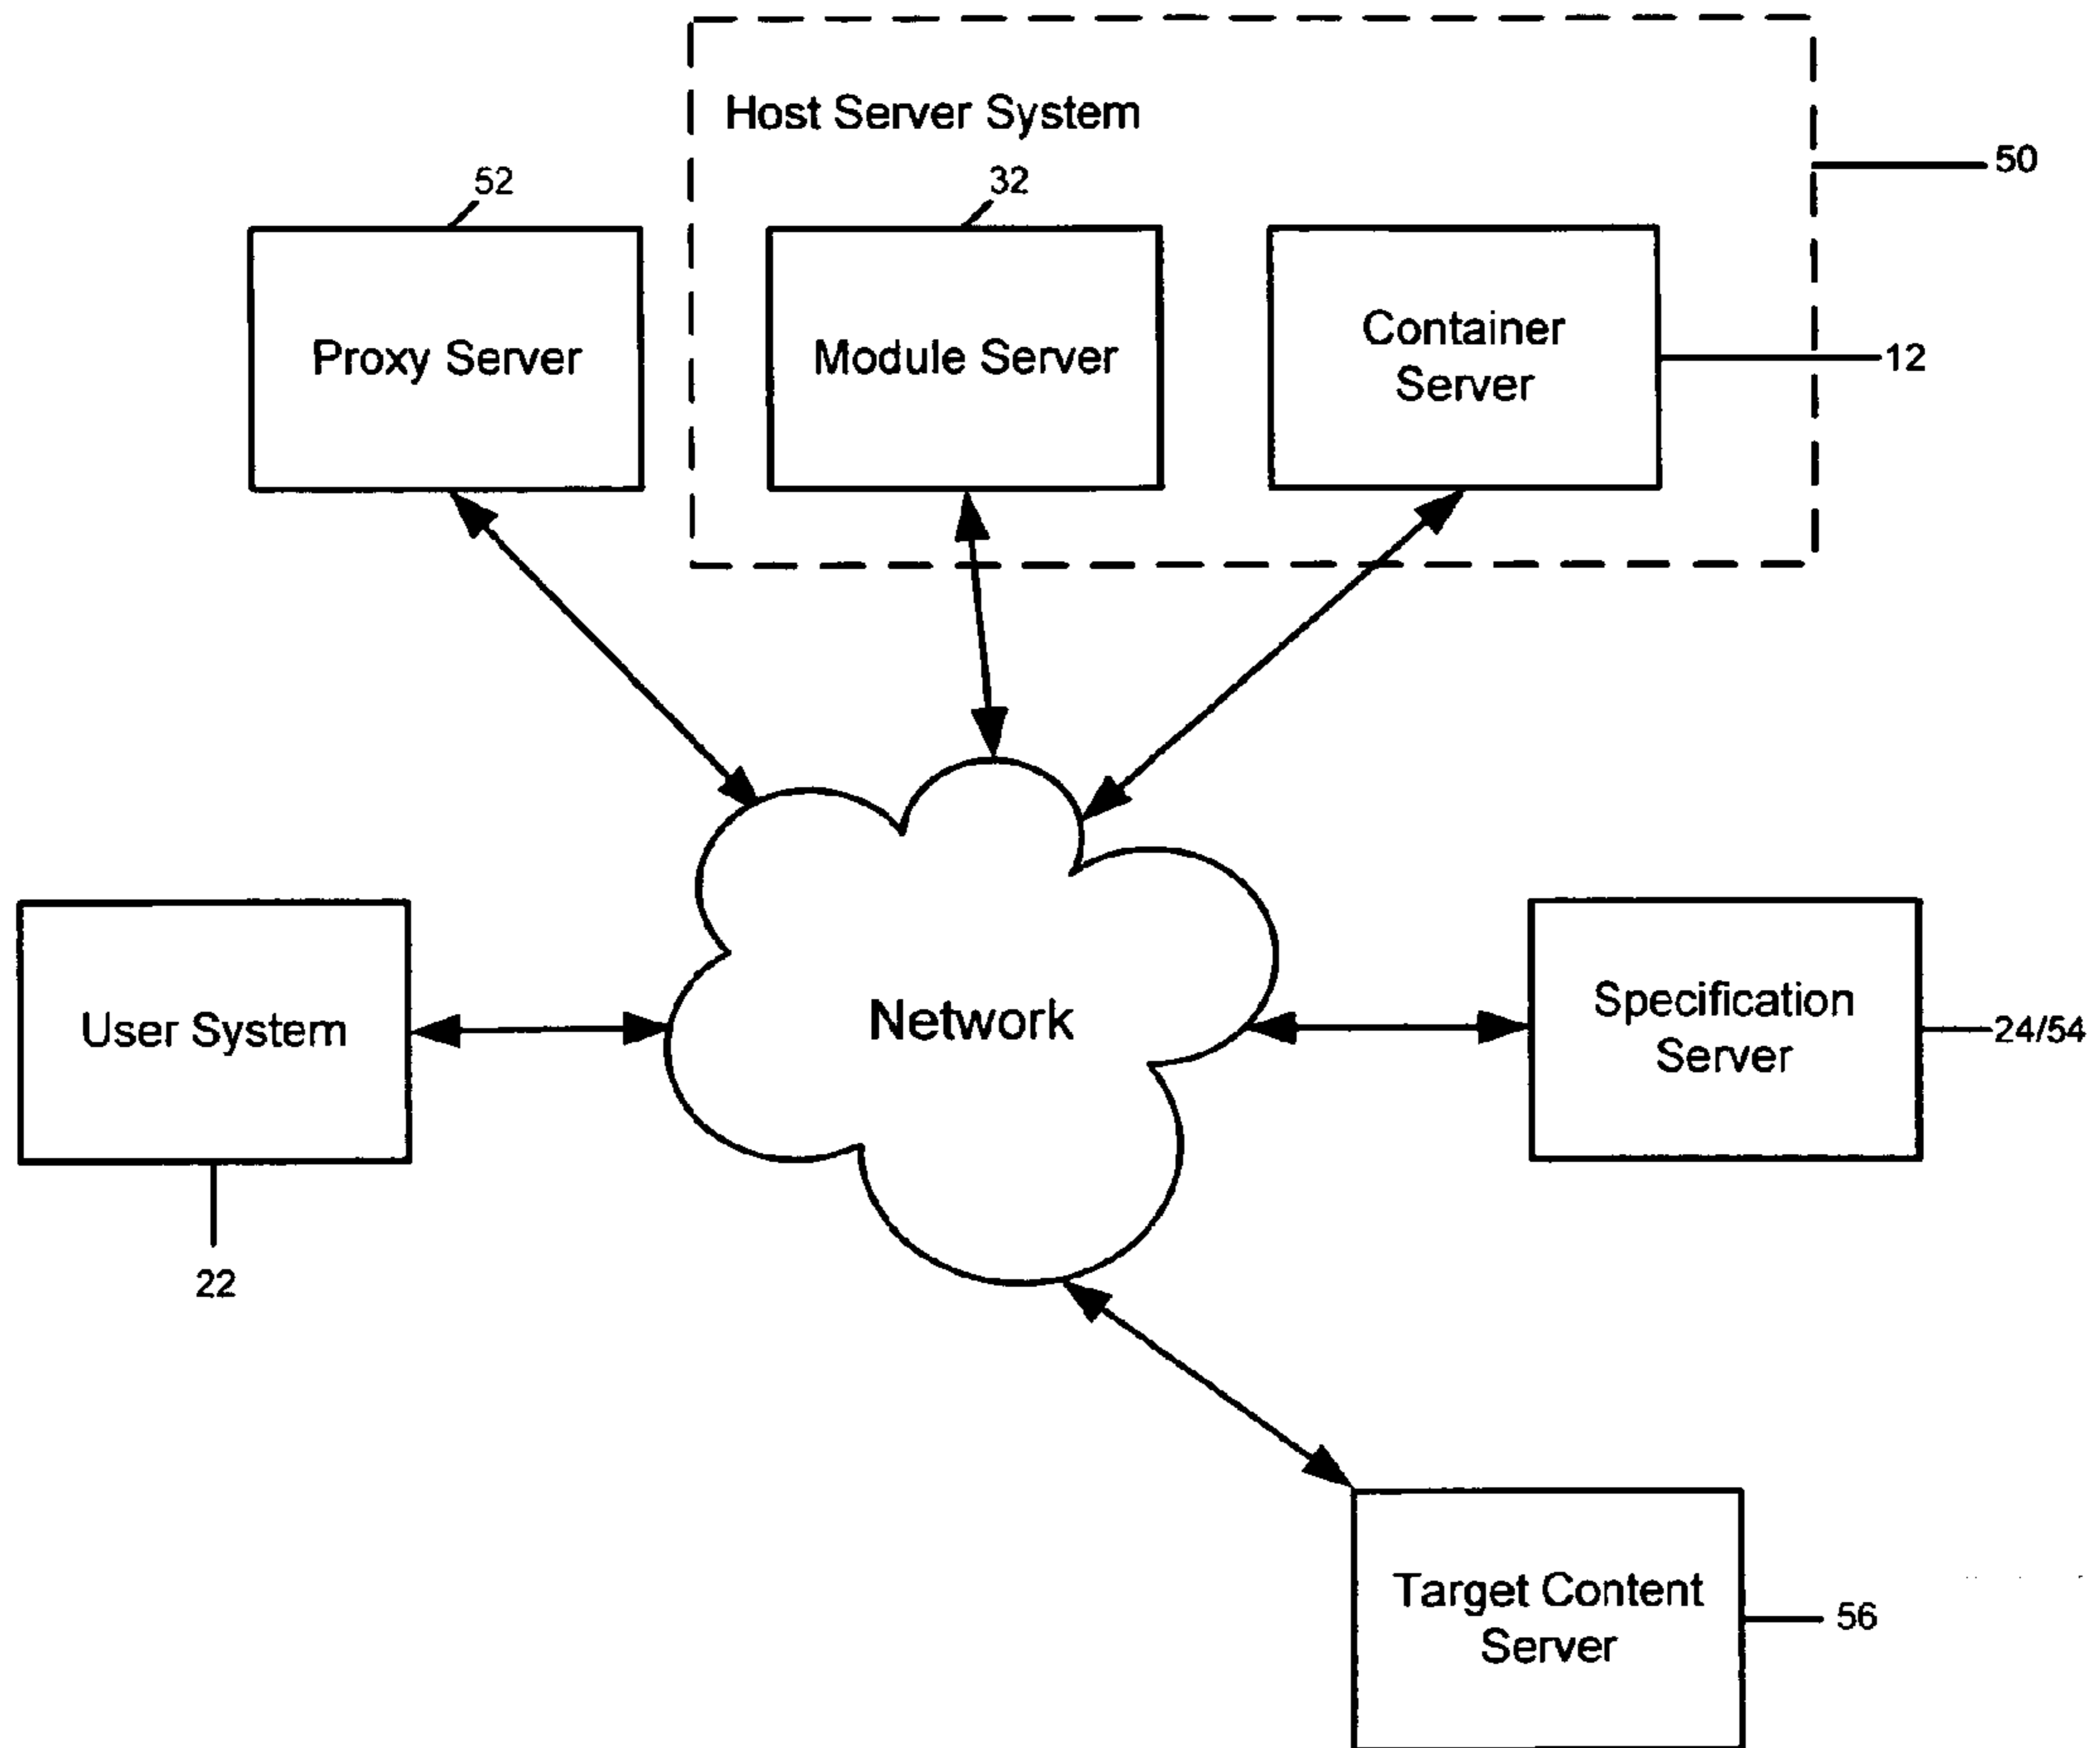 Host Server System
50
52
32
Proxy Server
Module Server
Container
Server
12
Network
User System
Specification
Server
24/54
22
Target Content
Server
56